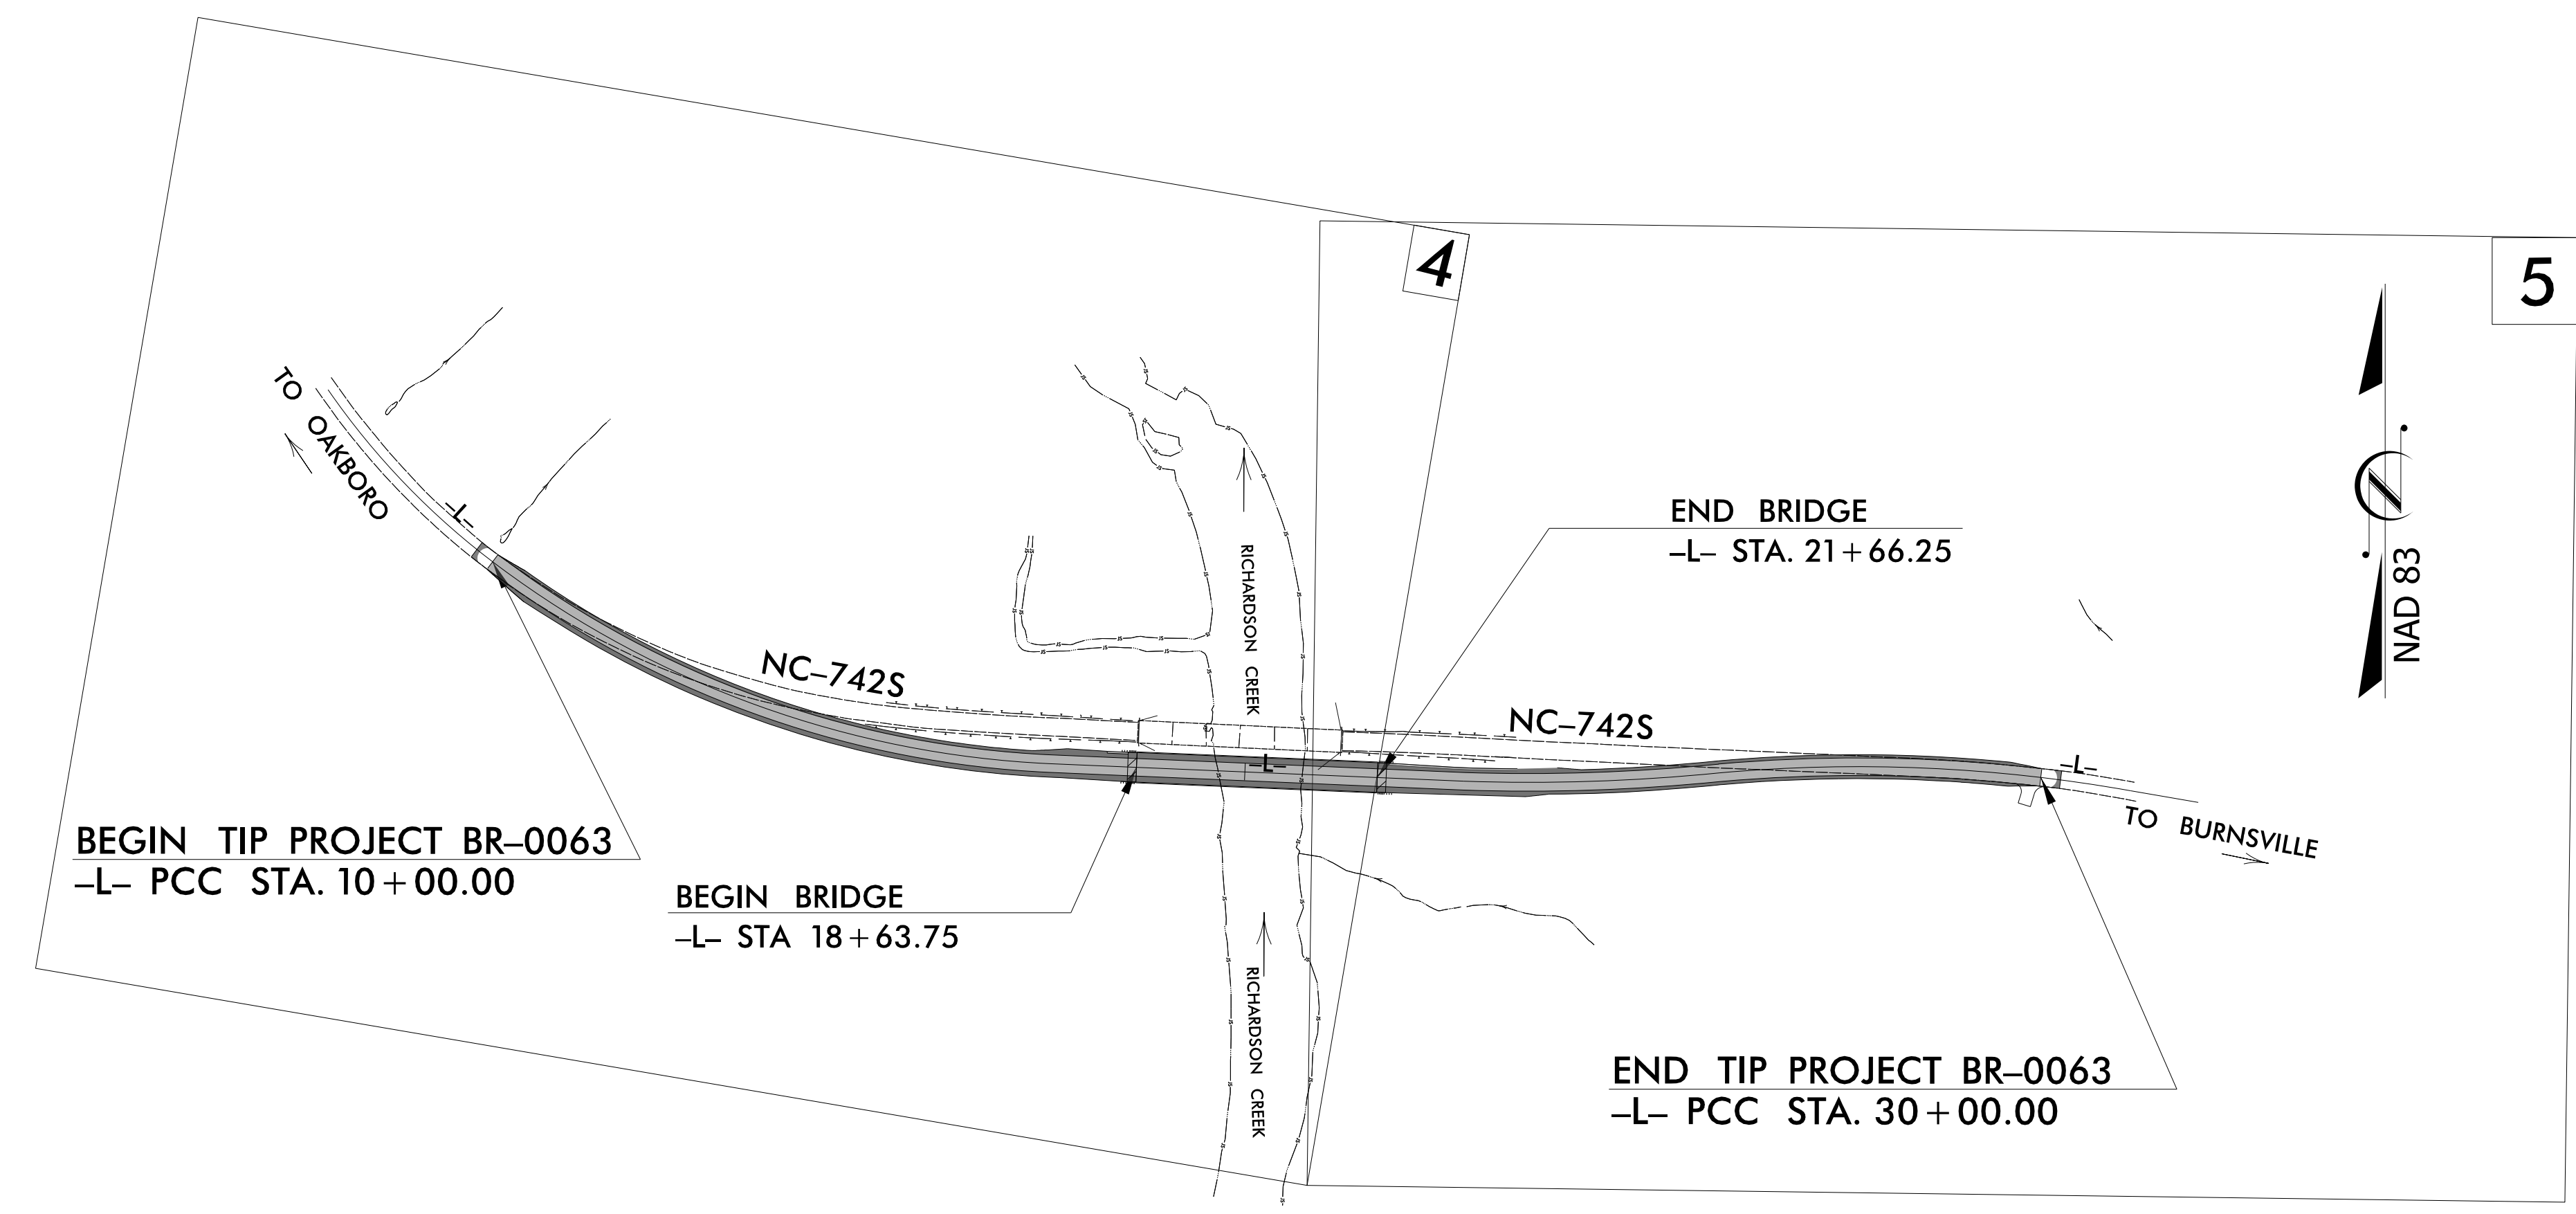 4
5
TO OAKBORO
–L–
NC–742S
RICHARDSON CREEK
END BRIDGE
–L– STA. 21+66.25
NAD 83
NC–742S
–L–
–L–
TO BURNSVILLE
BEGIN TIP PROJECT BR–0063
–L– PCC STA. 10+00.00
BEGIN BRIDGE
–L– STA 18+63.75
RICHARDSON CREEK
END TIP PROJECT BR–0063
–L– PCC STA. 30+00.00